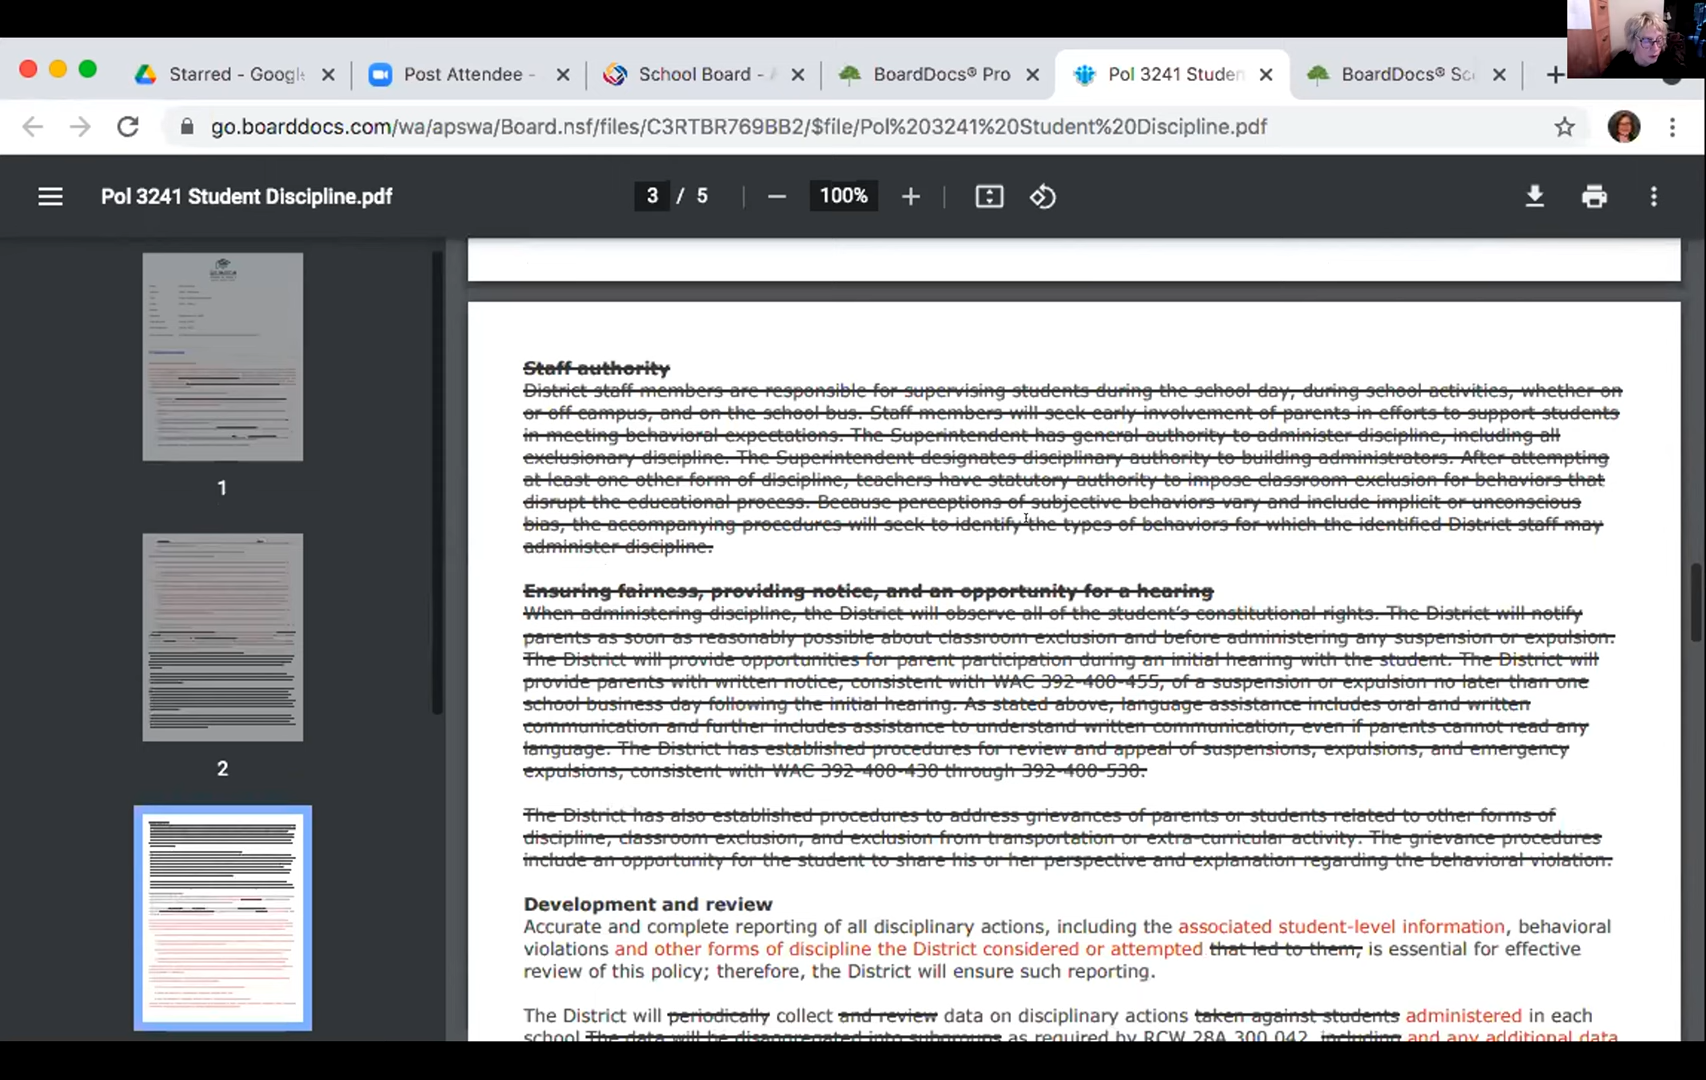 Starred - Google
Post Attendee -
School Board - A
BoardDocs® Pro
Pol 3241 Studen
BoardDocs® Sc
go.boarddocs.com/wa/apswa/Board.nsf/files/C3RTBR769BB2/$file/Pol%203241%20Student%20Discipline.pdf
Pol 3241 Student Discipline.pdf
3 / 5
100%
1
2
Staff authority
District staff members are responsible for supervising students during the school day, during school activities, whether on
or off campus, and on the school bus. Staff members will seek early involvement of parents in efforts to support students
in meeting behavioral expectations. The Superintendent has general authority to administer discipline, including all
exclusionary discipline. The Superintendent designates disciplinary authority to building administrators. After attempting
at least one other form of discipline, teachers have statutory authority to impose classroom exclusion for behaviors that
disrupt the educational process. Because perceptions of subjective behaviors vary and include implicit or unconscious
bias, the accompanying procedures will seek to identify the types of behaviors for which the identified District staff may
administer discipline.
Ensuring fairness, providing notice, and an opportunity for a hearing
When administering discipline, the District will observe all of the student's constitutional rights. The District will notify
parents as soon as reasonably possible about classroom exclusion and before administering any suspension or expulsion.
The District will provide opportunities for parent participation during an initial hearing with the student. The District will
provide parents with written notice, consistent with WAC 392-400-455, of a suspension or expulsion no later than one
school business day following the initial hearing. As stated above, language assistance includes oral and written
communication and further includes assistance to understand written communication, even if parents cannot read any
language. The District has established procedures for review and appeal of suspensions, expulsions, and emergency
expulsions, consistent with WAC 392-400-430 through 392-400-530.
The District has also established procedures to address grievances of parents or students related to other forms of
discipline, classroom exclusion, and exclusion from transportation or extra-curricular activity. The grievance procedures
include an opportunity for the student to share his or her perspective and explanation regarding the behavioral violation.
Development and review
Accurate and complete reporting of all disciplinary actions, including the associated student-level information, behavioral
violations and other forms of discipline the District considered or attempted that led to them, is essential for effective
review of this policy; therefore, the District will ensure such reporting.
The District will periodically collect and review data on disciplinary actions taken against students administered in each
school The data will be disaggregated into subgroups as required by RCW 28A.300.042, including and any additional data